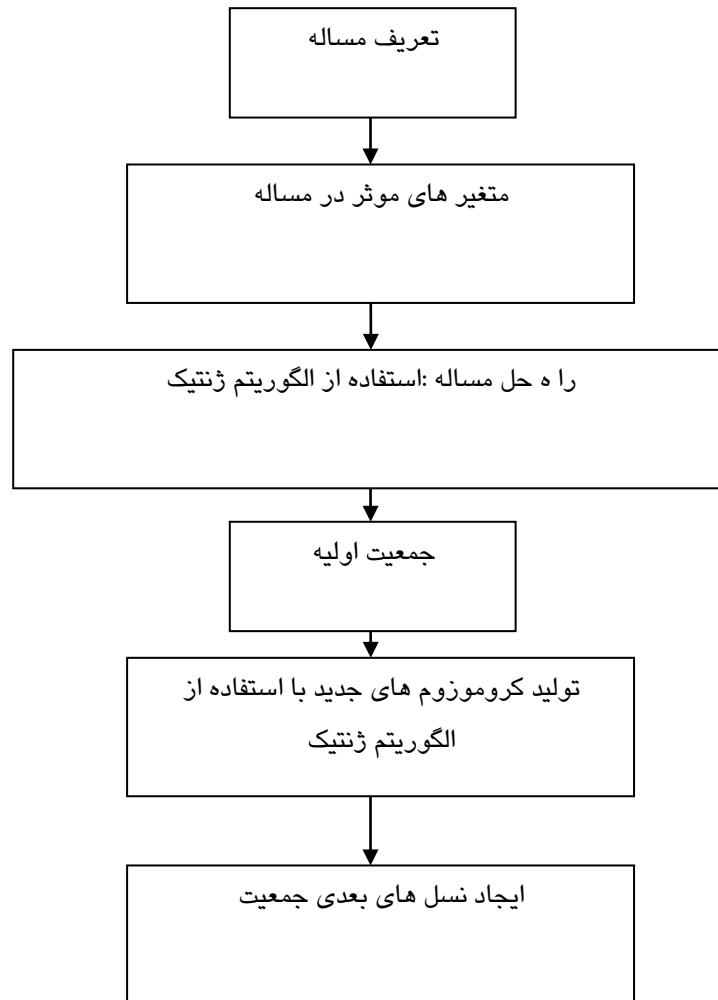 تعریف مساله
متغیر های موثر در مساله
را ه حل مساله :استفاده از الگوریتم ژنتیک
جمعیت اولیه
تولید کروموزوم های جدید با استفاده از
الگوریتم ژنتیک
ایجاد نسل های بعدی جمعیت